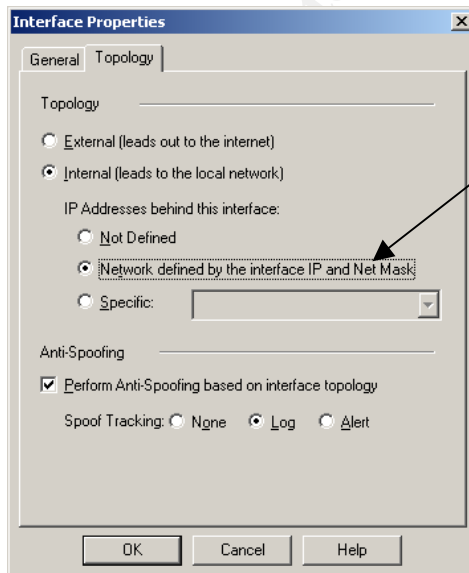 Interface Properties
General Topology
Topology
External (leads out to the internet)
Internal (leads to the local network)
IP Addresses behind this interface:
Not Defined
Network defined by the interface IP and Net Mask
Specific:
Anti-Spoofing
Perform Anti-Spoofing based on interface topology
Spoof Tracking: None Log Alert
OK Cancel Help